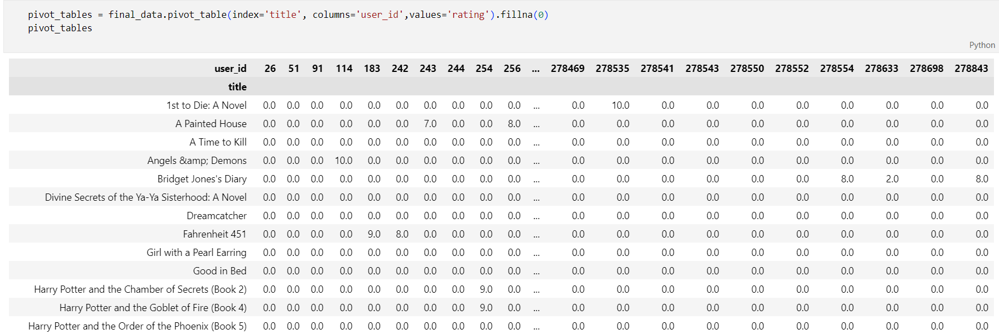 pivot_tables = final_data.pivot_table(index='title', columns='user_id',values='rating').fillna(0)
pivot_tables
Python
user_id 26 51 91 114 183 242 243 244 254 256 ... 278469 278535 278541 278543 278550 278552 278554 278633 278698 278843
title
1st to Die: A Novel 0.0 0.0 0.0 0.0 0.0 0.0 0.0 0.0 0.0 0.0 ... 0.0 10.0 0.0 0.0 0.0 0.0 0.0 0.0 0.0 0.0
A Painted House 0.0 0.0 0.0 0.0 0.0 0.0 7.0 0.0 0.0 8.0 ... 0.0 0.0 0.0 0.0 0.0 0.0 0.0 0.0 0.0 0.0
A Time to Kill 0.0 0.0 0.0 0.0 0.0 0.0 0.0 0.0 0.0 0.0 ... 0.0 0.0 0.0 0.0 0.0 0.0 0.0 0.0 0.0 0.0
Angels &amp; Demons 0.0 0.0 0.0 10.0 0.0 0.0 0.0 0.0 0.0 0.0 ... 0.0 0.0 0.0 0.0 0.0 0.0 0.0 0.0 0.0 0.0
Bridget Jones's Diary 0.0 0.0 0.0 0.0 0.0 0.0 0.0 0.0 0.0 0.0 ... 0.0 0.0 0.0 0.0 0.0 0.0 8.0 2.0 0.0 8.0
Divine Secrets of the Ya-Ya Sisterhood: A Novel 0.0 0.0 0.0 0.0 0.0 0.0 0.0 0.0 0.0 0.0 ... 0.0 0.0 0.0 0.0 0.0 0.0 0.0 0.0 0.0 0.0
Dreamcatcher 0.0 0.0 0.0 0.0 0.0 0.0 0.0 0.0 0.0 0.0 ... 0.0 0.0 0.0 0.0 0.0 0.0 0.0 0.0 0.0 0.0
Fahrenheit 451 0.0 0.0 0.0 0.0 9.0 8.0 0.0 0.0 0.0 0.0 ... 0.0 0.0 0.0 0.0 0.0 0.0 0.0 0.0 0.0 0.0
Girl with a Pearl Earring 0.0 0.0 0.0 0.0 0.0 0.0 0.0 0.0 0.0 0.0 ... 0.0 0.0 0.0 0.0 0.0 0.0 0.0 0.0 0.0 0.0
Good in Bed 0.0 0.0 0.0 0.0 0.0 0.0 0.0 0.0 0.0 0.0 ... 0.0 0.0 0.0 0.0 0.0 0.0 0.0 0.0 0.0 0.0
Harry Potter and the Chamber of Secrets (Book 2) 0.0 0.0 0.0 0.0 0.0 0.0 0.0 0.0 9.0 0.0 ... 0.0 0.0 0.0 0.0 0.0 0.0 0.0 0.0 0.0 0.0
Harry Potter and the Goblet of Fire (Book 4) 0.0 0.0 0.0 0.0 0.0 0.0 0.0 0.0 9.0 0.0 ... 0.0 0.0 0.0 0.0 0.0 0.0 0.0 0.0 0.0 0.0
Harry Potter and the Order of the Phoenix (Book 5) 0.0 0.0 0.0 0.0 0.0 0.0 0.0 0.0 0.0 0.0 ... 0.0 0.0 0.0 0.0 0.0 0.0 0.0 0.0 0.0 0.0